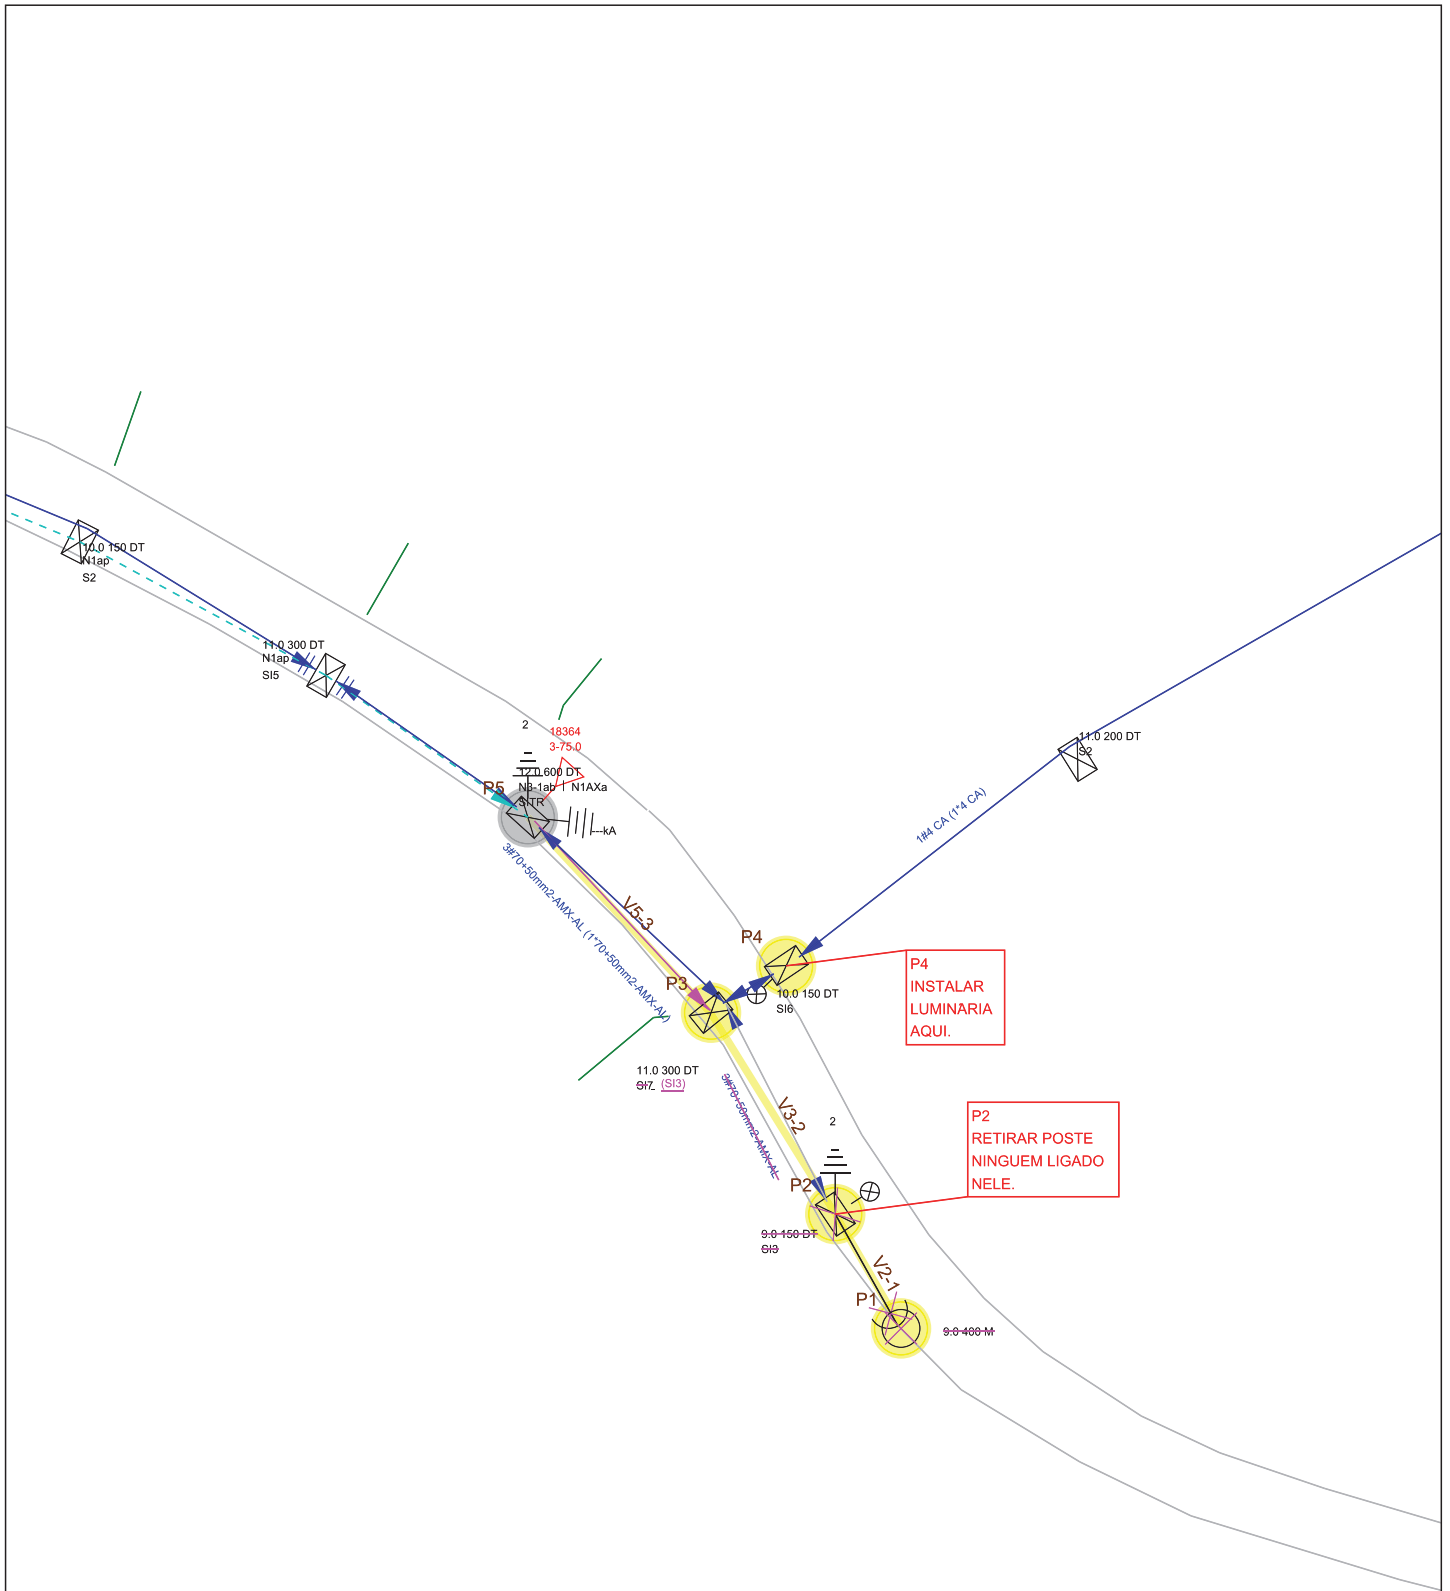 10.0 150 DT
N1ap
S2
11.0 300 DT
N1ap
SI5
2
18364
3-75.0
12.0 600 DT
N3-1ab | N1AXa
SITR
P5
---kA
3#70+50mm2-AMX-AL (1*70+50mm2-AMX-AL)
V5-3
11.0 200 DT
S2
1#4 CA (1*4 CA)
P4
P4
INSTALAR
LUMINARIA
AQUI.
P3
10.0 150 DT
SI6
11.0 300 DT
SI7 (SI3)
3#70+50mm2-AMX-AL
V3-2
2
P2
RETIRAR POSTE
NINGUEM LIGADO
NELE.
P2
9.0 150 DT
SI3
V2-1
P1
9.0 400 M